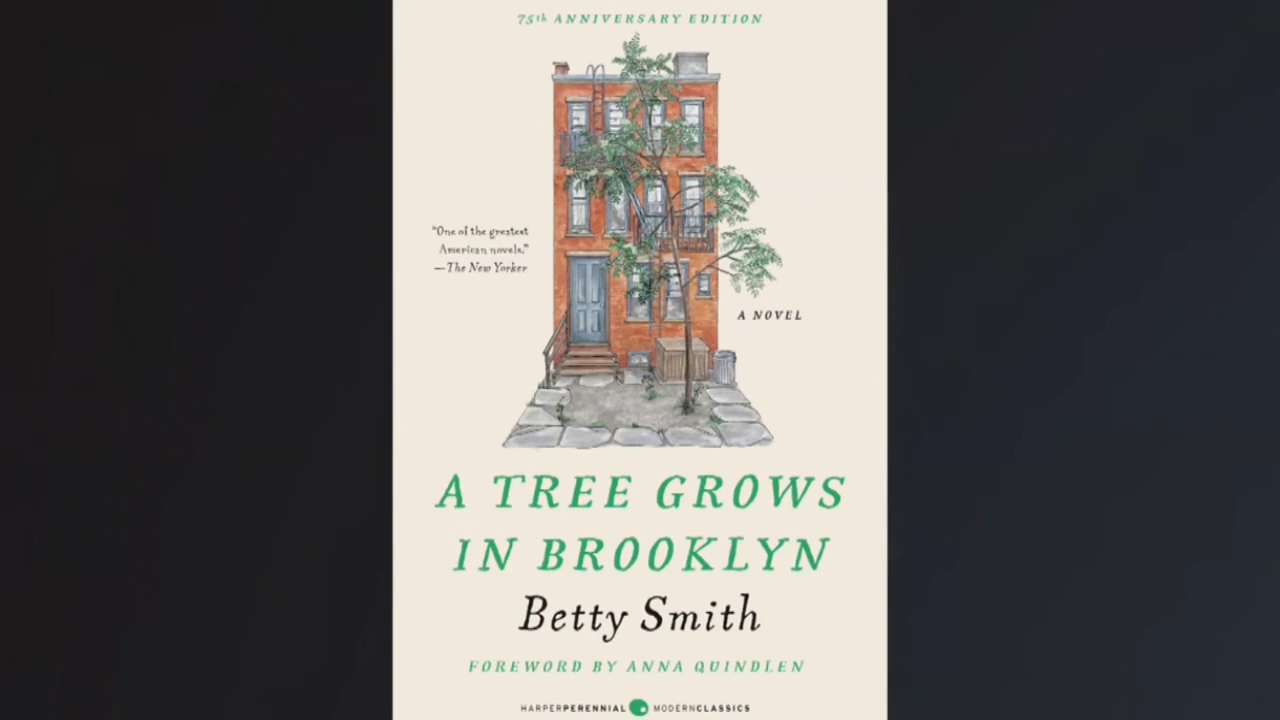 75th ANNIVERSARY EDITION
"One of the greatest
American novels."
—The New Yorker
A NOVEL
A TREE GROWS
IN BROOKLYN
Betty Smith
FOREWORD BY ANNA QUINDLEN
HARPERPERENNIAL MODERNCLASSICS